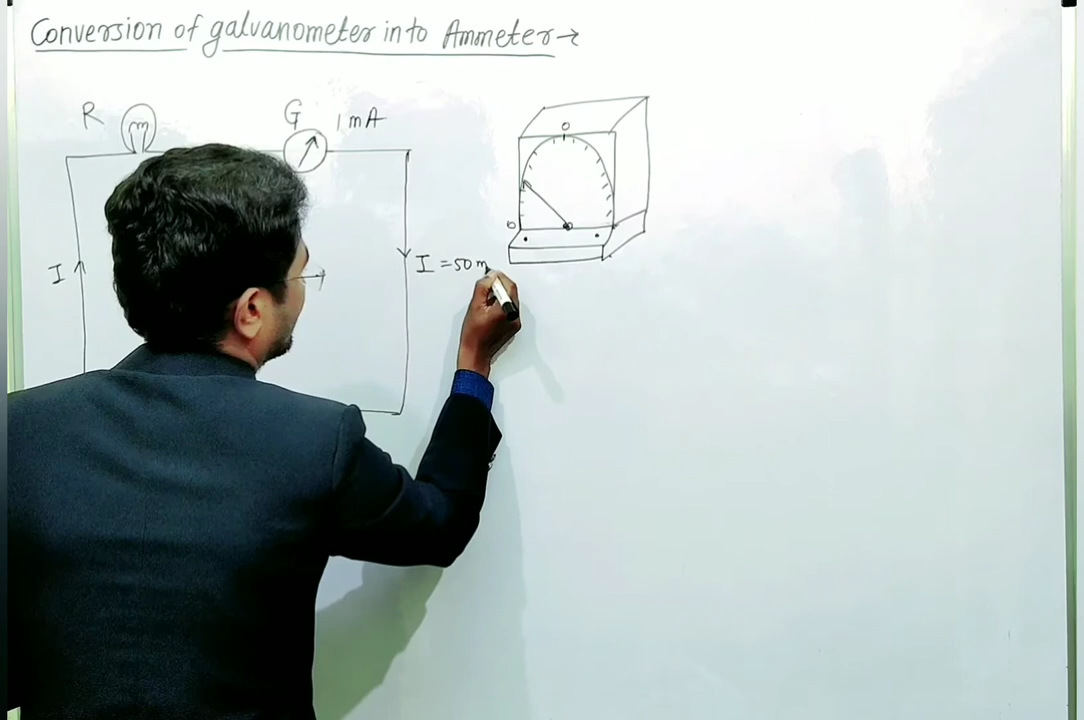 Conversion of galvanometer into Ammeter→
R G 1 mA
0
0
I I = 50 m